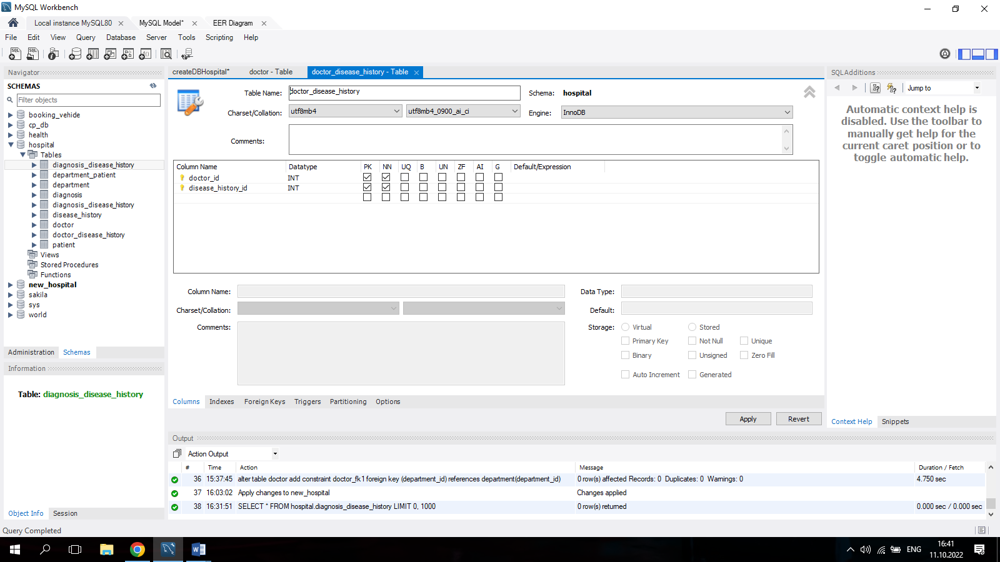 MySQL Workbench
Local instance MySQL80
MySQL Model*
EER Diagram
File Edit View Query Database Server Tools Scripting Help
Navigator
SCHEMAS
Filter objects
booking_vehide
cp_db
health
hospital
Tables
diagnosis_disease_history
department_patient
department
diagnosis
diagnosis_disease_history
disease_history
doctor
doctor_disease_history
patient
Views
Stored Procedures
Functions
new_hospital
sakila
sys
world
Administration Schemas
Information
Table: diagnosis_disease_history
Object Info Session
createDBHospital*
doctor - Table
doctor_disease_history - Table
Table Name: doctor_disease_history
Schema: hospital
Charset/Collation: utf8mb4 utf8mb4_0900_ai_ci
Engine: InnoDB
Comments:
Column Name Datatype PK NN UQ B UN ZF AI G Default/Expression
doctor_id INT
disease_history_id INT
Column Name: Data Type:
Charset/Collation: Default:
Comments: Storage: Virtual Stored
Primary Key Not Null Unique
Binary Unsigned Zero Fill
Auto Increment Generated
Columns Indexes Foreign Keys Triggers Partitioning Options
Apply Revert
SQLAdditions
Jump to
Automatic context help is
disabled. Use the toolbar to
manually get help for the
current caret position or to
toggle automatic help.
Context Help Snippets
Output
Action Output
# Time Action Message Duration / Fetch
36 15:37:45 alter table doctor add constraint doctor_fk1 foreign key (department_id) references department(department_id) 0 row(s) affected Records: 0 Duplicates: 0 Warnings: 0 4.750 sec
37 16:03:02 Apply changes to new_hospital Changes applied
38 16:31:51 SELECT * FROM hospital.diagnosis_disease_history LIMIT 0, 1000 0 row(s) returned 0.000 sec / 0.000 sec
Query Completed
ENG
16:41
11.10.2022